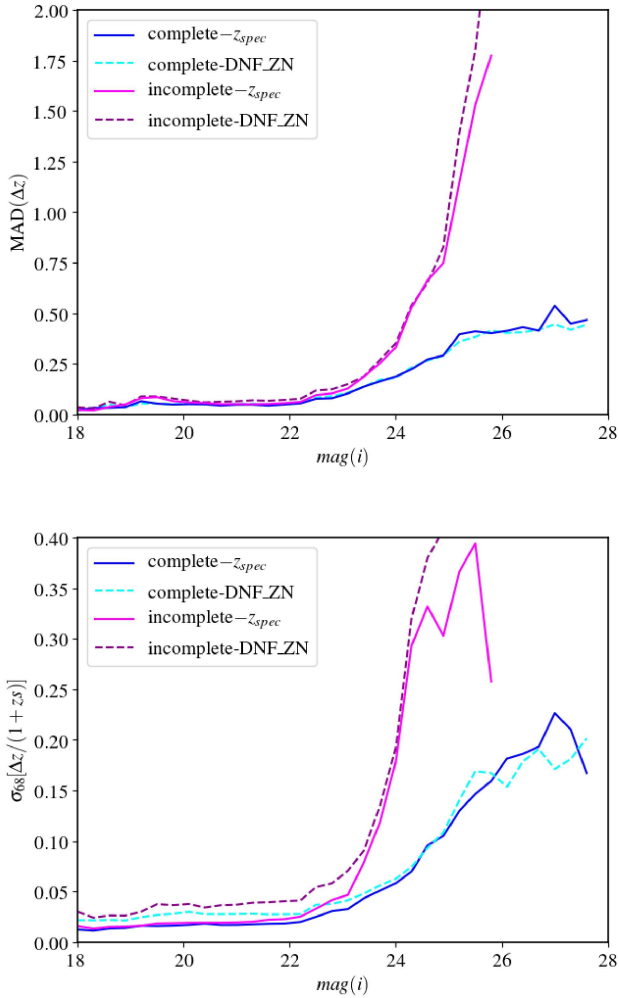 2.00
1.75
1.50
1.25
1.00
0.75
0.50
0.25
0.00
MAD(Δz)
complete−z_spec
complete-DNF_ZN
incomplete−z_spec
incomplete-DNF_ZN
18 20 22 24 26 28
mag(i)
0.40
0.35
0.30
0.25
0.20
0.15
0.10
0.05
0.00
σ68[Δz/(1+zs)]
complete−z_spec
complete-DNF_ZN
incomplete−z_spec
incomplete-DNF_ZN
18 20 22 24 26 28
mag(i)